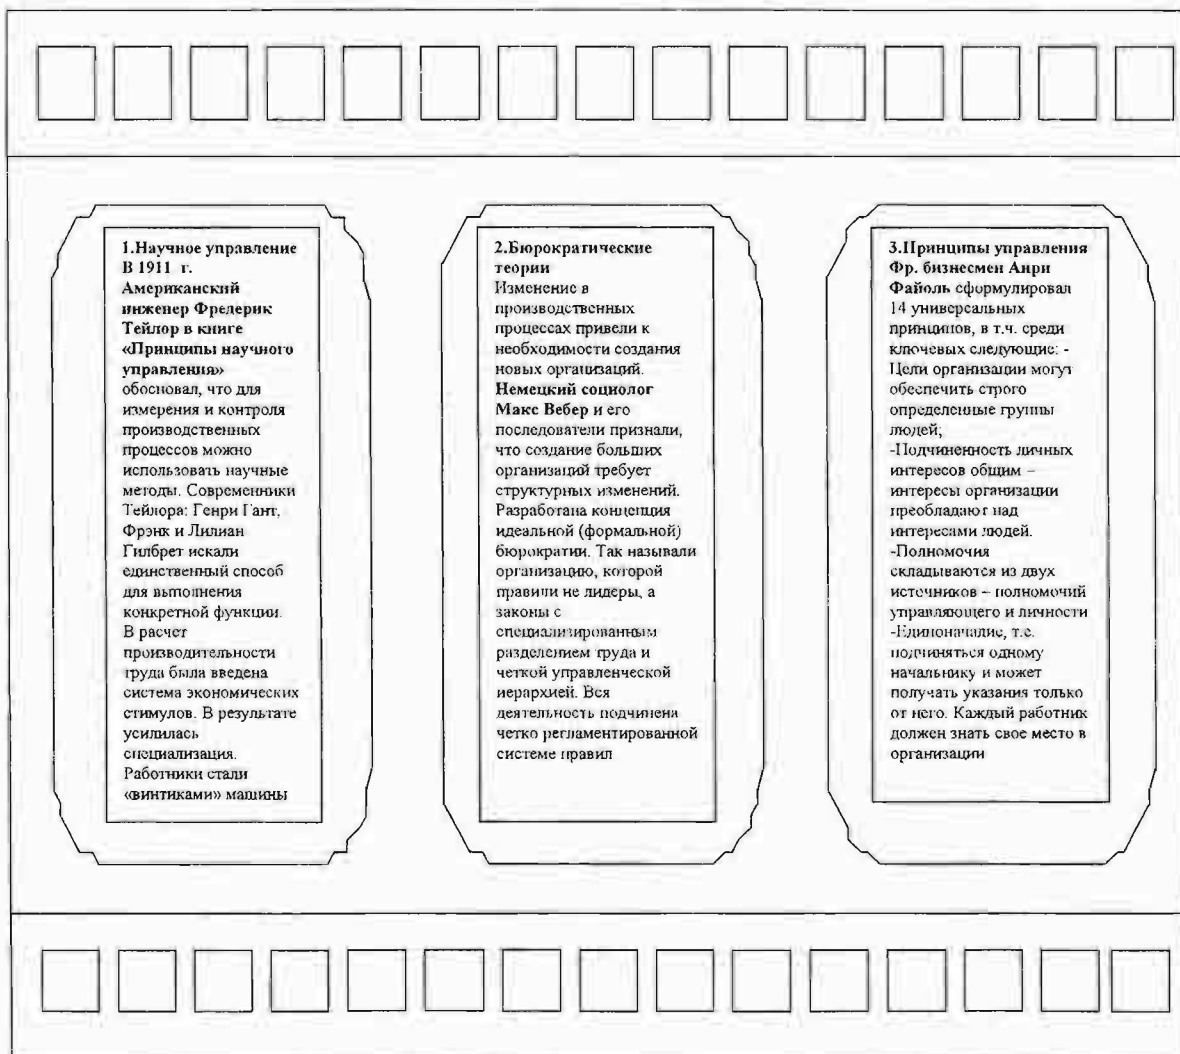 1.Научное управление
В 1911 г.
Американский
инженер Фредерик
Тейлор в книге
«Принципы научного
управления»
обосновал, что для
измерения и контроля
производственных
процессов можно
использовать научные
методы. Современники
Тейлора: Генри Гант,
Фрэнк и Лилиан
Гилбрет искали
единственный способ
для выполнения
конкретной функции.
В расчет
производительности
труда была введена
система экономических
стимулов. В результате
усилилась
специализация.
Работники стали
«винтиками» машины
2.Бюрократические
теории
Изменение в
производственных
процессах привели к
необходимости создания
новых организаций.
Немецкий социолог
Макс Вебер и его
последователи признали,
что создание больших
организаций требует
структурных изменений.
Разработана концепция
идеальной (формальной)
бюрократии. Так называли
организацию, которой
правили не лидеры, а
законы с
специализированным
разделением труда и
четкой управленческой
иерархией. Вся
деятельность подчинена
четко регламентированной
системе правил
3.Принципы управления
Фр. бизнесмен Анри
Файоль сформулировал
14 универсальных
принципов, в т.ч. среди
ключевых следующие: -
Цели организации могут
обеспечить строго
определенные группы
людей;
-Подчиненность личных
интересов общим –
интересы организации
преобладают над
интересами людей.
-Полномочия
складываются из двух
источников – полномочий
управляющего и личности
-Единоначалие, т.е.
подчиняться одному
начальнику и может
получать указания только
от него. Каждый работник
должен знать свое место в
организации